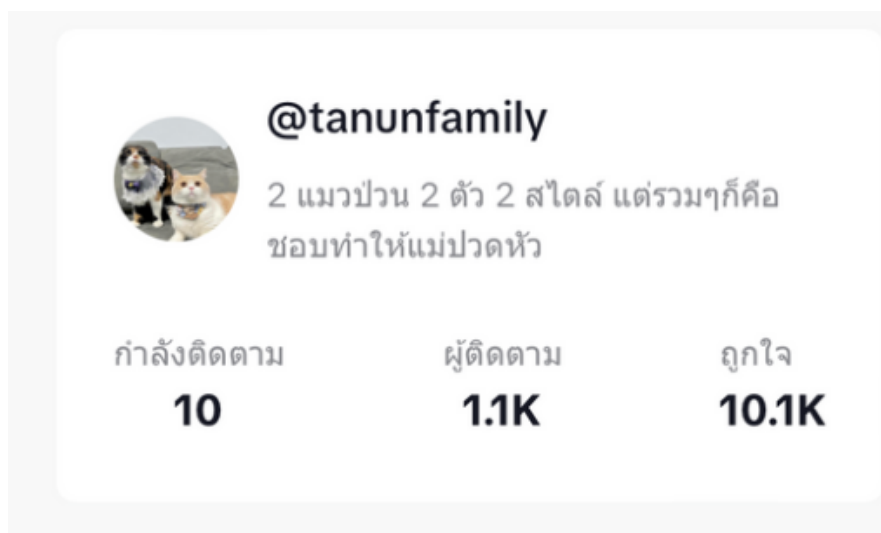 @tanunfamily
2 แมวป่วน 2 ตัว 2 สไตล์ แต่รวมๆก็คือ
ชอบทำให้แม่ปวดหัว
กำลังติดตาม ผู้ติดตาม ถูกใจ
10 1.1K 10.1K